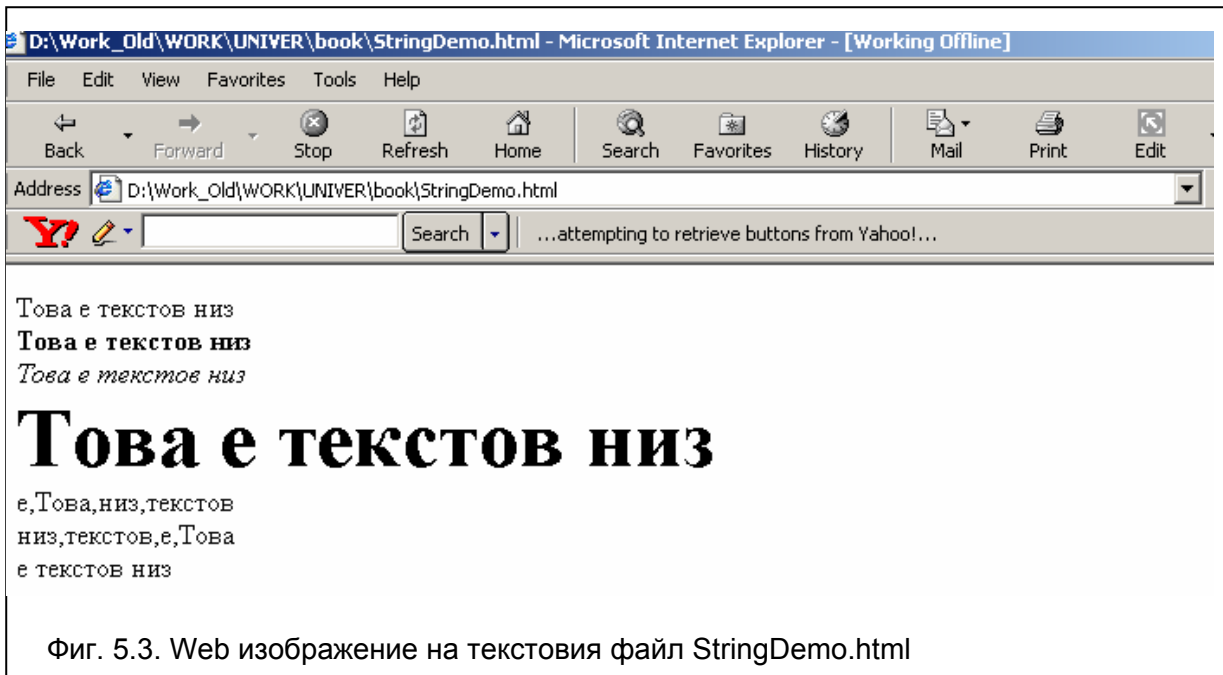 D:\Work_Old\WORK\UNIVER\book\StringDemo.html - Microsoft Internet Explorer - [Working Offline]
File Edit View Favorites Tools Help
Back Forward Stop Refresh Home Search Favorites History Mail Print Edit
Address D:\Work_Old\WORK\UNIVER\book\StringDemo.html
Y! Search ...attempting to retrieve buttons from Yahoo!...
Това е текстов низ
Това е текстов низ
Това е текстов низ
Това е текстов низ
е,Това,низ,текстов
низ,текстов,е,Това
е текстов низ
Фиг. 5.3. Web изображение на текстовия файл StringDemo.html